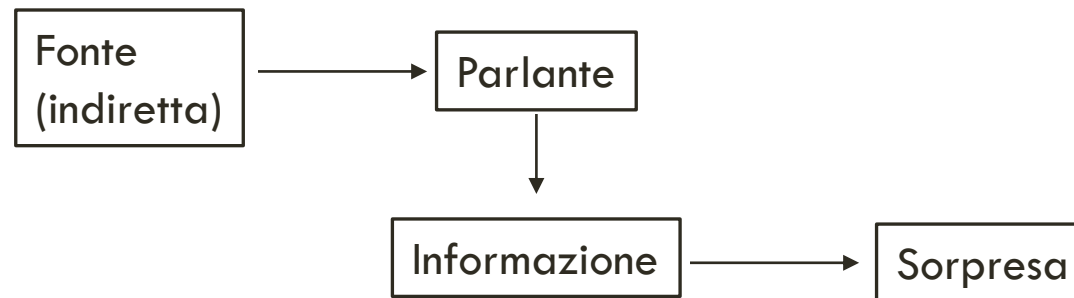 Fonte
(indiretta)
Parlante
Informazione
Sorpresa